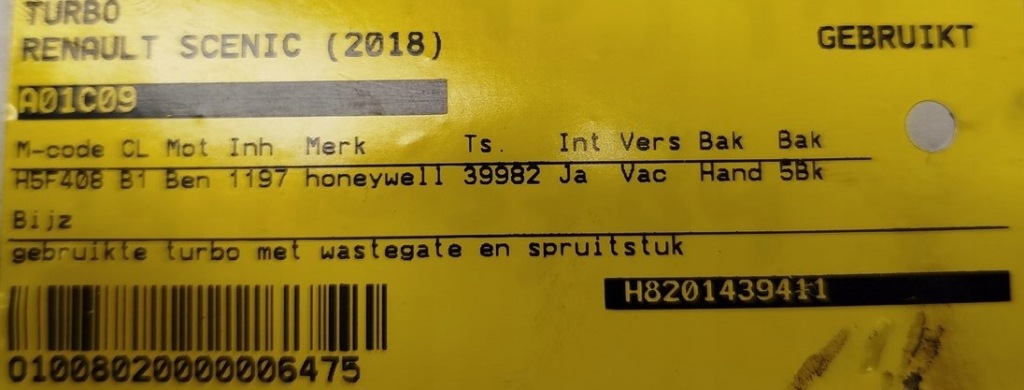 TURBO
RENAULT SCENIC (2018)
GEBRUIKT
A01C09
M-code CL Mot Inh Merk Ts. Int Vers Bak Bak
H5F408 B1 Ben 1197 honeywell 39982 Ja Vac Hand 5Bk
Bijz
gebruikte turbo met wastegate en spruitstuk
H8201439411
01008020000006475